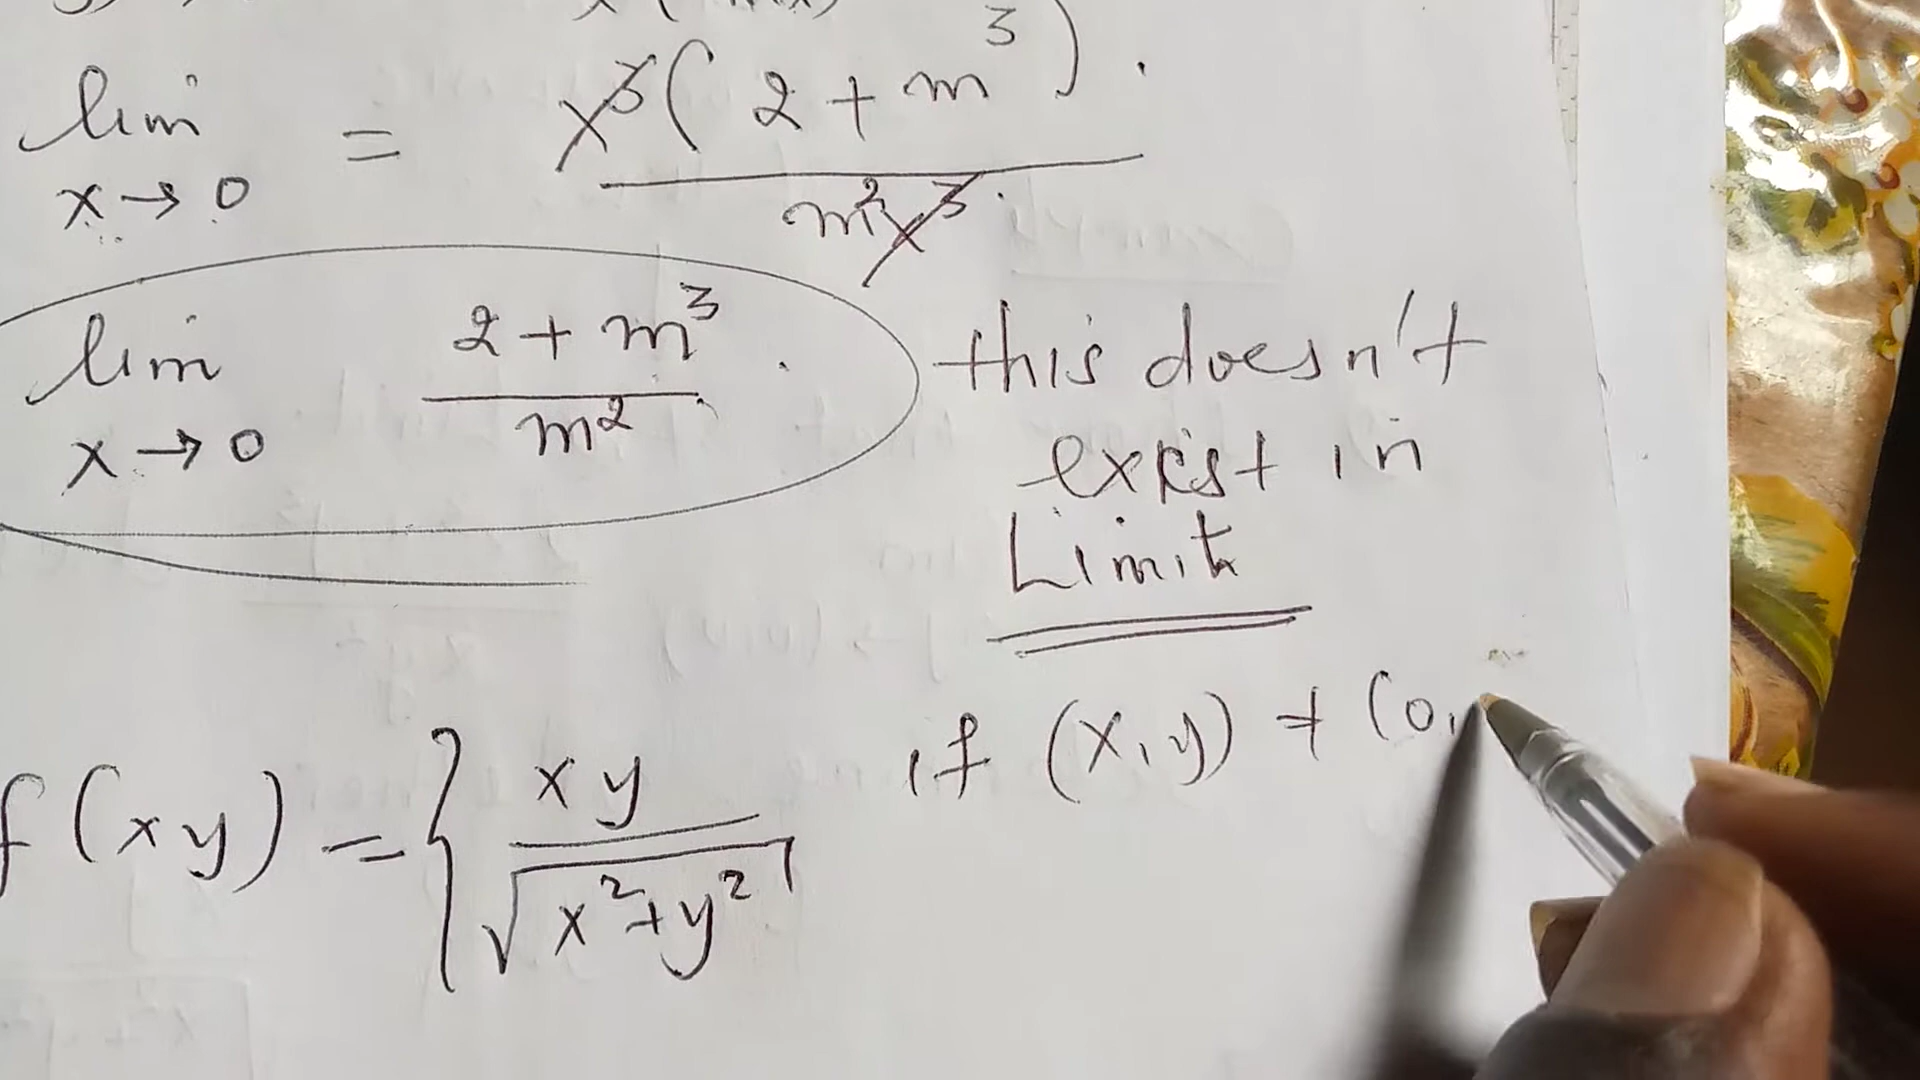 lim = x³(2 + m³).
x → 0 m²x³.
lim 2 + m³ .
x → 0 m²
this doesn't
exist in
Limit
f(xy) = { xy if (x,y) ≠ (0,
√x²+y²